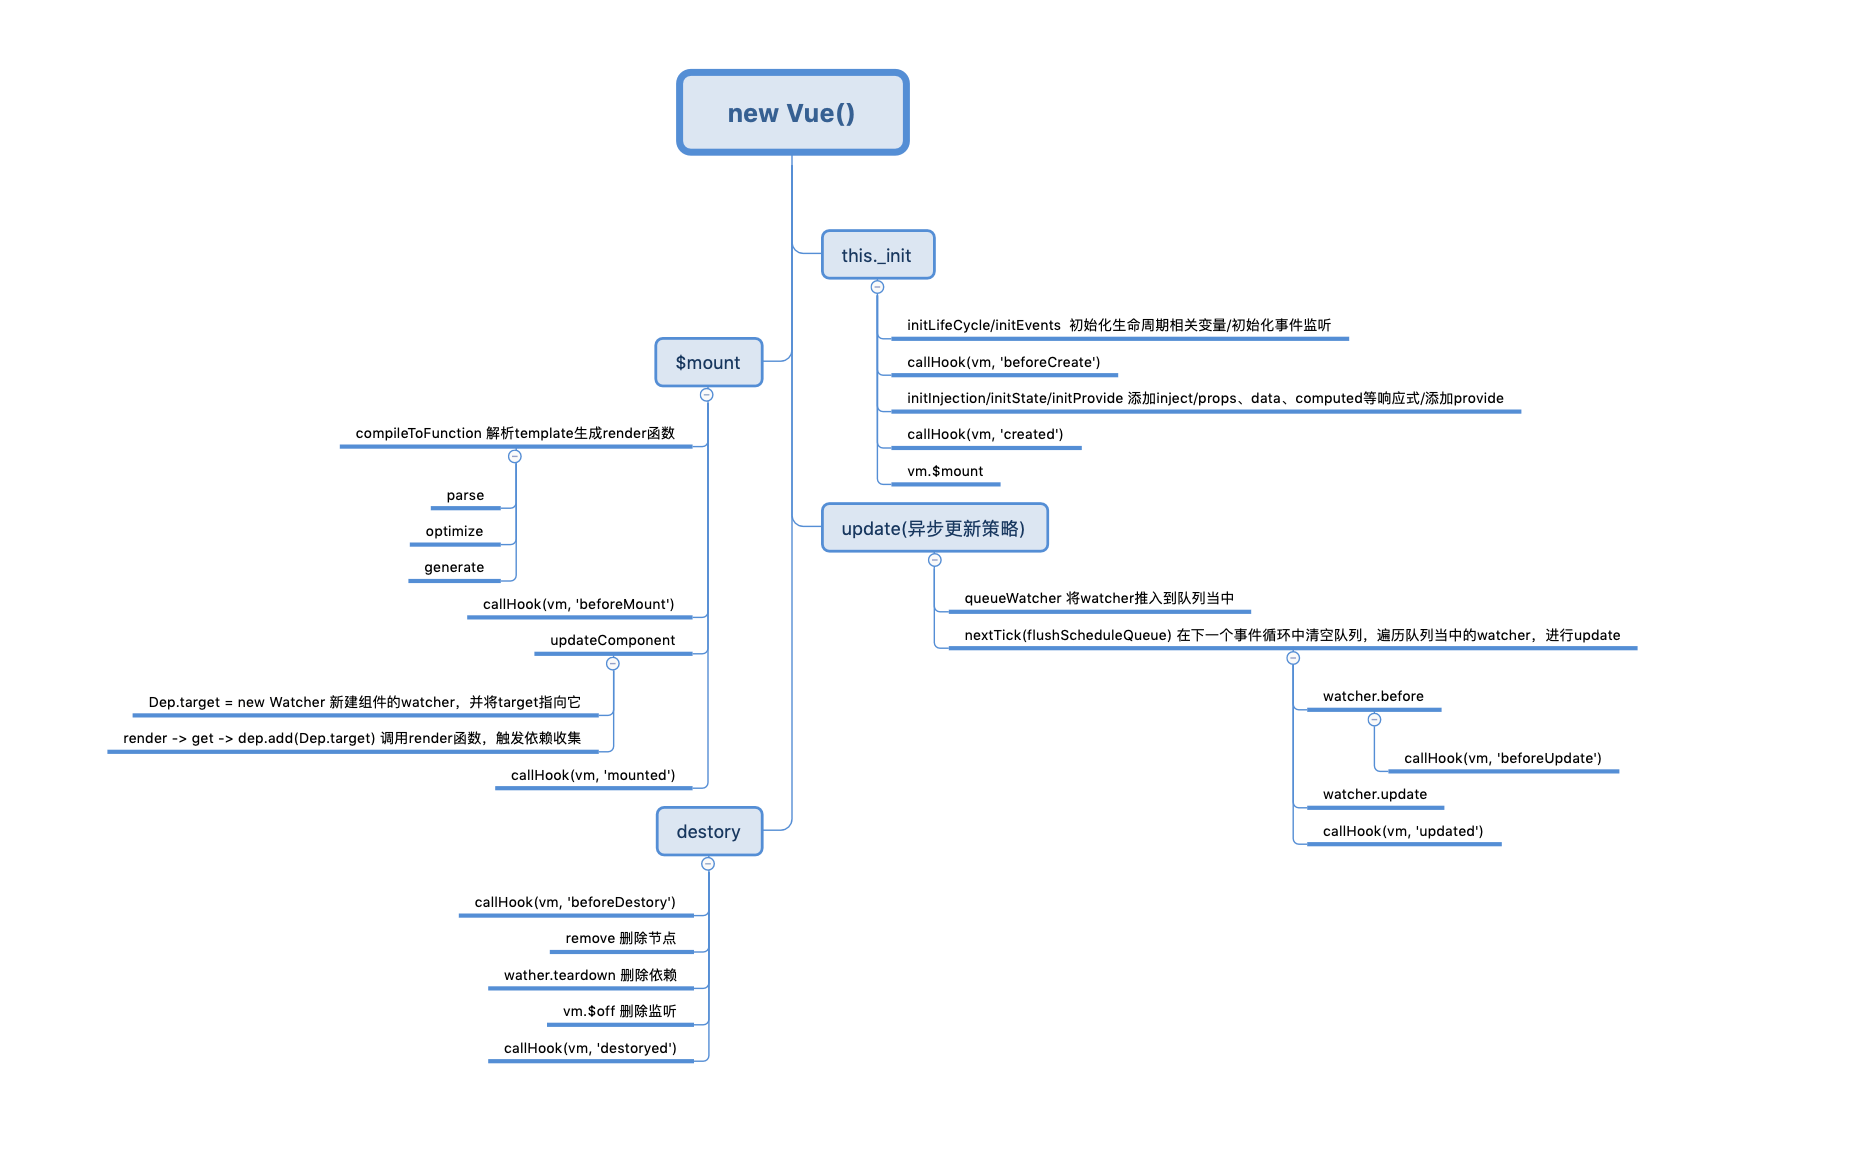 new Vue()
this._init
initLifeCycle/initEvents  初始化生命周期相关变量/初始化事件监听
callHook(vm, 'beforeCreate')
initInjection/initState/initProvide 添加inject/props、data、computed等响应式/添加provide
callHook(vm, 'created')
vm.$mount
$mount
compileToFunction 解析template生成render函数
parse
optimize
generate
callHook(vm, 'beforeMount')
updateComponent
Dep.target = new Watcher 新建组件的watcher，并将target指向它
render -> get -> dep.add(Dep.target) 调用render函数，触发依赖收集
callHook(vm, 'mounted')
update(异步更新策略)
queueWatcher 将watcher推入到队列当中
nextTick(flushScheduleQueue) 在下一个事件循环中清空队列，遍历队列当中的watcher，进行update
watcher.before
callHook(vm, 'beforeUpdate')
watcher.update
callHook(vm, 'updated')
destory
callHook(vm, 'beforeDestory')
remove 删除节点
wather.teardown 删除依赖
vm.$off 删除监听
callHook(vm, 'destoryed')